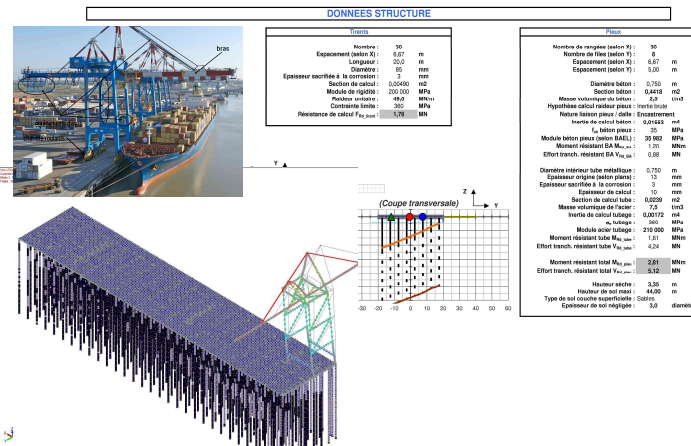 DONNEES STRUCTURE
bras
Tirants
Nombre : 30
Espacement (selon X) : 6,67 m
Longueur : 20,0 m
Diamètre : 85 mm
Epaisseur sacrifiée à la corrosion : 3 mm
Section de calcul : 0,00490 m2
Module de rigidité : 200 000 MPa
Raideur unitaire : 49,0 MN/m
Contrainte limite : 360 MPa
Résistance de calcul FRd_tirant : 1,76 MN
Y
(Coupe transversale)
Z
Y
-30 -20 -10 0 10 20 30 40 50 60
Pieux
Nombre de rangées (selon X) : 30
Nombre de files (selon Y) : 8
Espacement (selon X) : 6,67 m
Espacement (selon Y) : 5,00 m
Diamètre béton : 0,750 m
Section béton : 0,4418 m2
Masse volumique du béton : 2,5 t/m3
Hypothèse calcul raideur pieux : Inertie brute
Nature liaison pieux / dalle : Encastrement
Inertie de calcul béton : 0,01553 m4
béton pieux : 35 MPa
Module béton pieux (selon BAEL) : 35 982 MPa
Moment résistant BA : 1,20 MNm
Effort tranch. résistant BA : 0,88 MN
Diamètre intérieur tube métallique : 0,750 m
Epaisseur origine (selon plans) : 13 mm
Epaisseur sacrifiée à la corrosion : 3 mm
Epaisseur de calcul : 10 mm
Section de calcul tube : 0,0239 m2
Masse volumique de l'acier : 7,5 t/m3
Inertie de calcul tubage : 0,00172 m4
tubage : 360 MPa
Module acier tubage : 210 000 MPa
Moment résistant tube MRd_tube : 1,61 MNm
Effort tranch. résistant tube VRd_tube : 4,24 MN
Moment résistant total MRd_pieu : 2,81 MNm
Effort tranch. résistant total : 5,12 MN
Hauteur sèche : 3,35 m
Hauteur de sol maxi : 44,00 m
Type de sol couche superficielle : Sables
Epaisseur de sol négligée : 3,0 diamèt